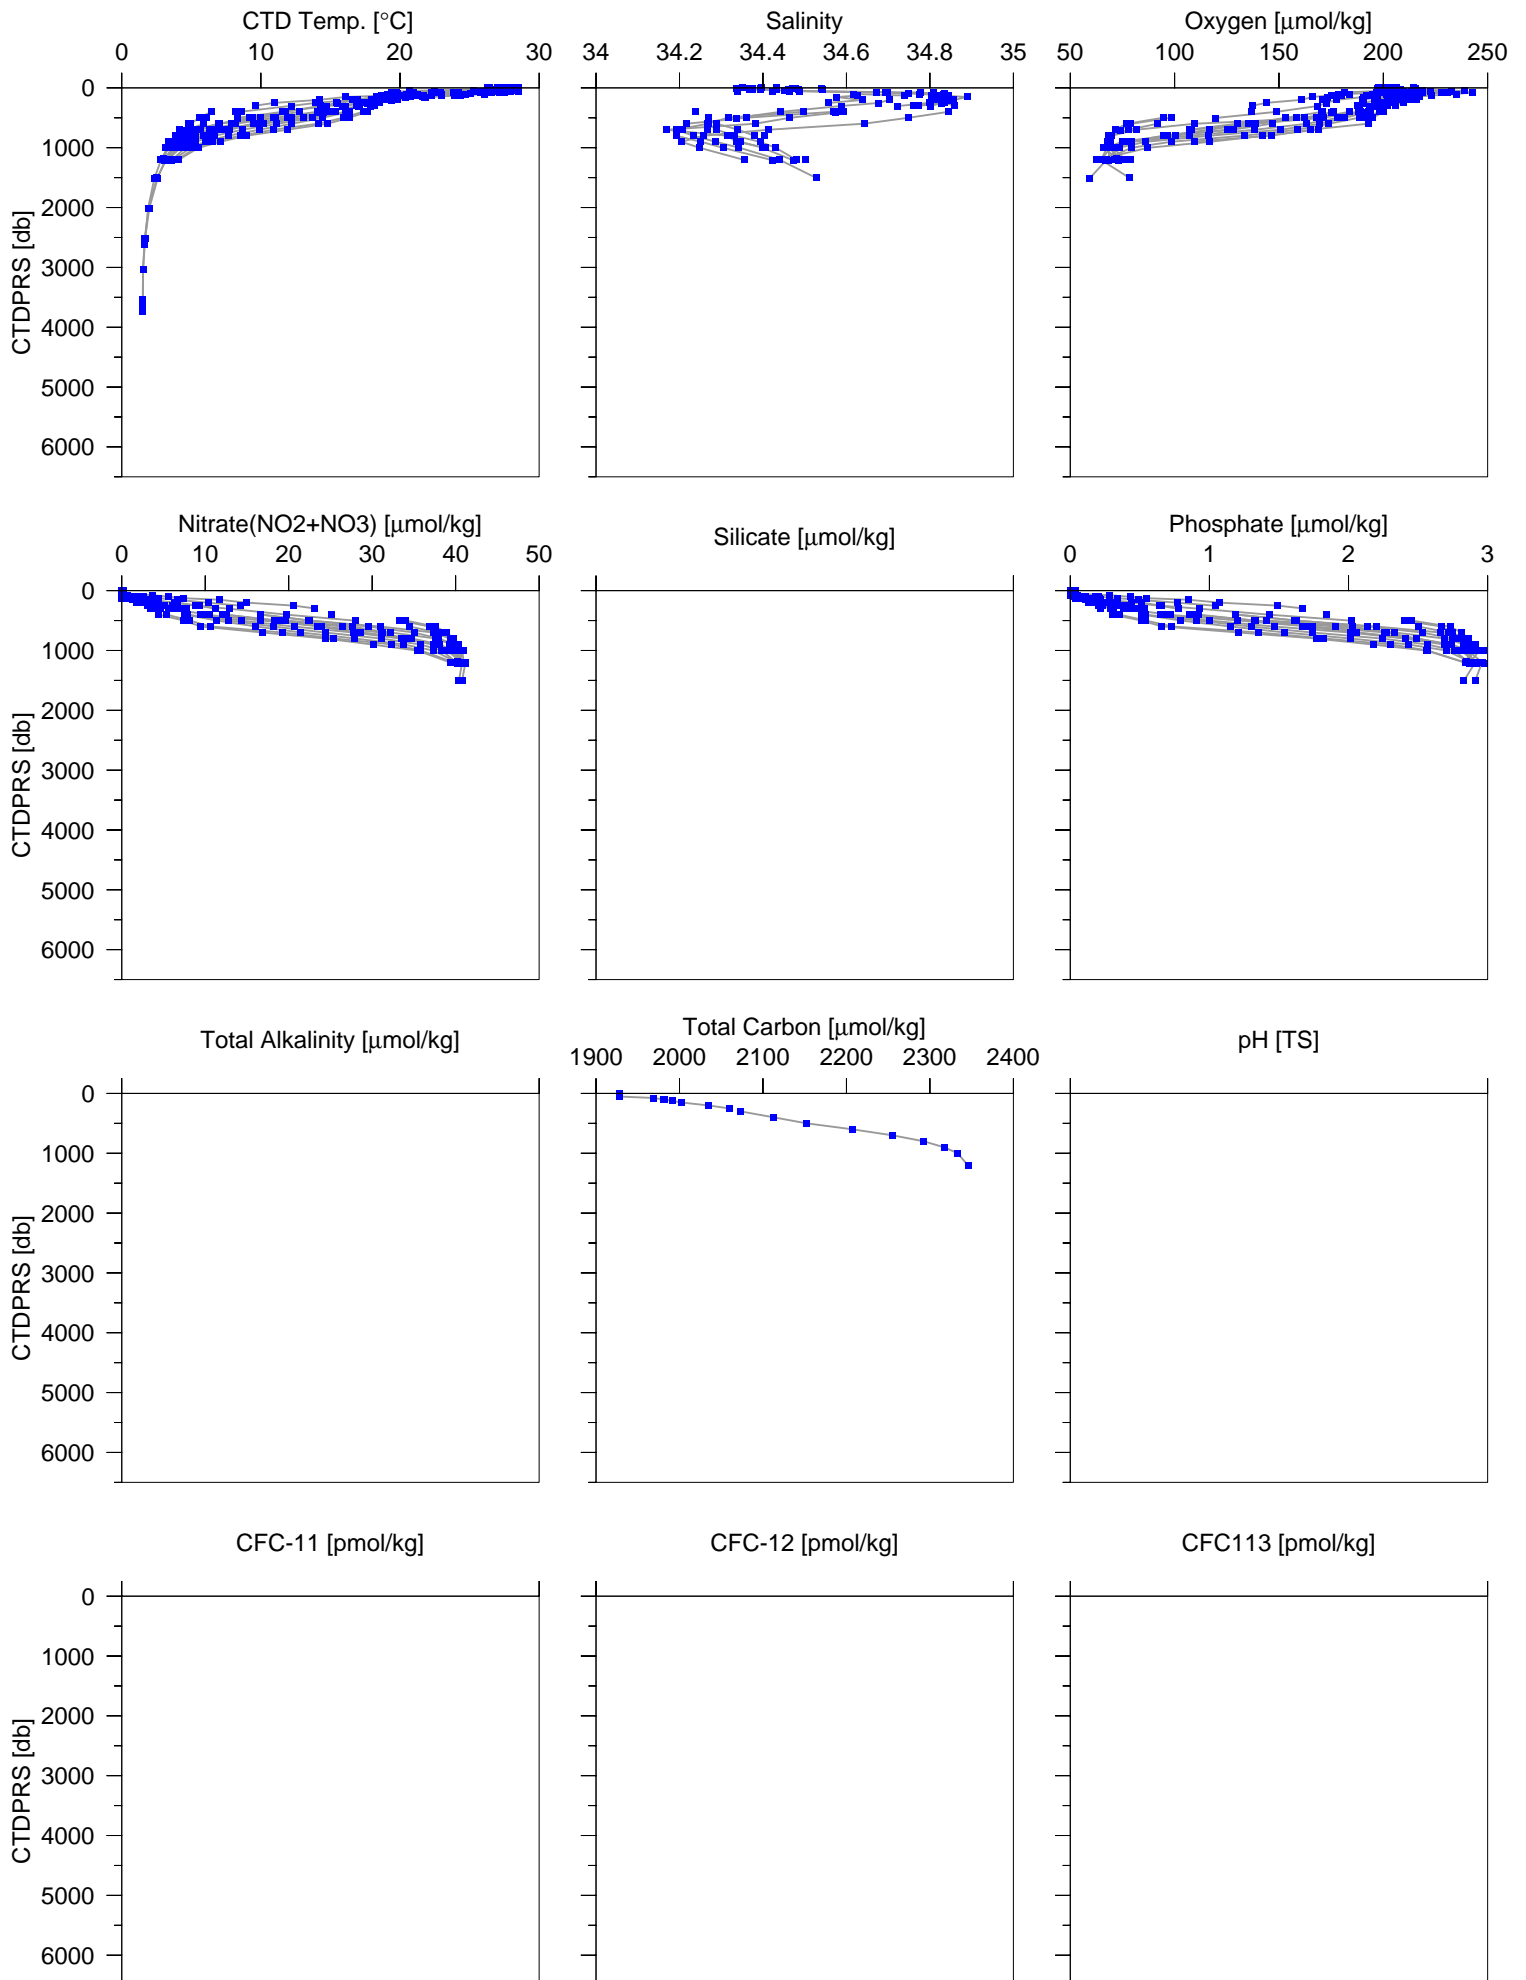 CTD Temp. [°C] Salinity Oxygen [μmol/kg]
0 10 20 30 34 34.2 34.4 34.6 34.8 35 50 100 150 200 250
0
1000
2000
3000
4000
5000
6000
CTDPRS [db]
Nitrate(NO2+NO3) [μmol/kg] Silicate [μmol/kg] Phosphate [μmol/kg]
0 10 20 30 40 50 0 1 2 3
0
1000
2000
3000
4000
5000
6000
CTDPRS [db]
Total Alkalinity [μmol/kg] Total Carbon [μmol/kg] pH [TS]
1900 2000 2100 2200 2300 2400
0
1000
2000
3000
4000
5000
6000
CTDPRS [db]
CFC-11 [pmol/kg] CFC-12 [pmol/kg] CFC113 [pmol/kg]
0
1000
2000
3000
4000
5000
6000
CTDPRS [db]